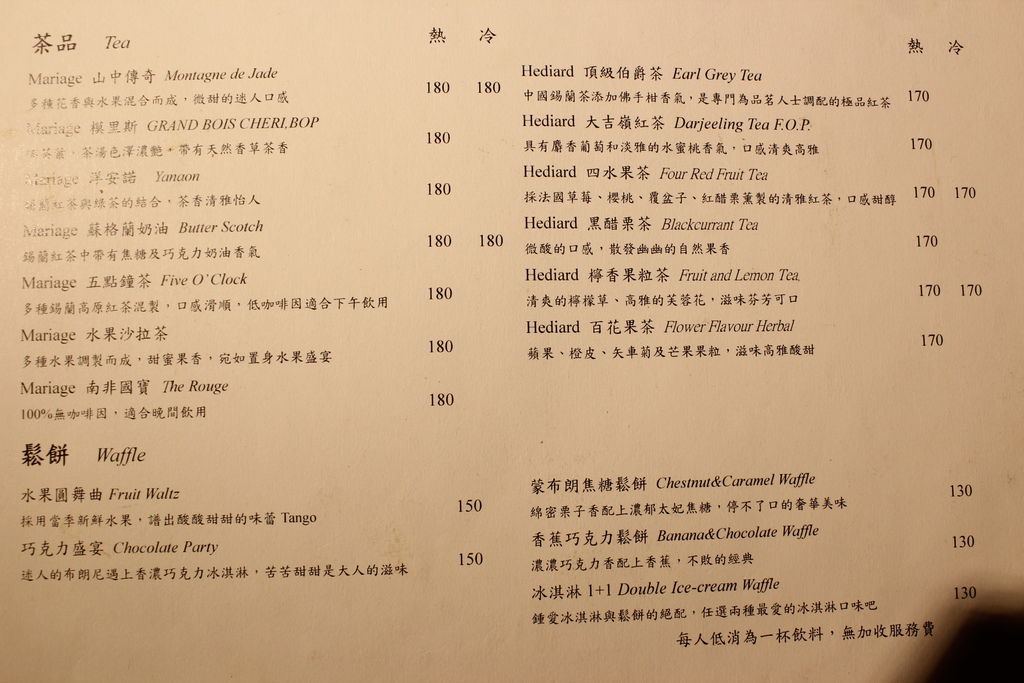 茶品 Tea 熱 冷
Mariage 山中傳奇 Montagne de Jade
多種花香與水果混合而成，微甜的迷人口感 180 180
Mariage 模里斯 GRAND BOIS CHERI,BOP
茶湯色澤濃艷，帶有天然香草茶香 180
Mariage 洋安諾 Yanaon
錫蘭紅茶與綠茶的結合，茶香清雅怡人 180
Mariage 蘇格蘭奶油 Butter Scotch
錫蘭紅茶中帶有焦糖及巧克力奶油香氣 180 180
Mariage 五點鐘茶 Five O'Clock
多種錫蘭高原紅茶混製，口感滑順，低咖啡因適合下午飲用 180
Mariage 水果沙拉茶
多種水果調製而成，甜蜜果香，宛如置身水果盛宴 180
Mariage 南非國寶 The Rouge
100%無咖啡因，適合晚間飲用 180
熱 冷
Hediard 頂級伯爵茶 Earl Grey Tea
中國錫蘭茶添加佛手柑香氣，是專門為品茗人士調配的極品紅茶 170
Hediard 大吉嶺紅茶 Darjeeling Tea F.O.P.
具有麝香葡萄和淡雅的水蜜桃香氣，口感清爽高雅 170
Hediard 四水果茶 Four Red Fruit Tea
採法國草莓、櫻桃、覆盆子、紅醋栗薰製的清雅紅茶，口感甜醇 170 170
Hediard 黑醋栗茶 Blackcurrant Tea
微酸的口感，散發幽幽的自然果香 170
Hediard 檸香果粒茶 Fruit and Lemon Tea.
清爽的檸檬草、高雅的芙蓉花，滋味芬芳可口 170 170
Hediard 百花果茶 Flower Flavour Herbal
蘋果、橙皮、矢車菊及芒果果粒，滋味高雅酸甜 170
鬆餅 Waffle
水果圓舞曲 Fruit Waltz
採用當季新鮮水果，譜出酸酸甜甜的味蕾 Tango 150
巧克力盛宴 Chocolate Party
迷人的布朗尼遇上香濃巧克力冰淇淋，苦苦甜甜是大人的滋味 150
蒙布朗焦糖鬆餅 Chestnut&Caramel Waffle
綿密栗子香配上濃郁太妃焦糖，停不了口的奢華美味 130
香蕉巧克力鬆餅 Banana&Chocolate Waffle
濃濃巧克力香配上香蕉，不敗的經典 130
冰淇淋 1+1 Double Ice-cream Waffle
鍾愛冰淇淋與鬆餅的絕配，任選兩種最愛的冰淇淋口味吧 130
每人低消為一杯飲料，無加收服務費